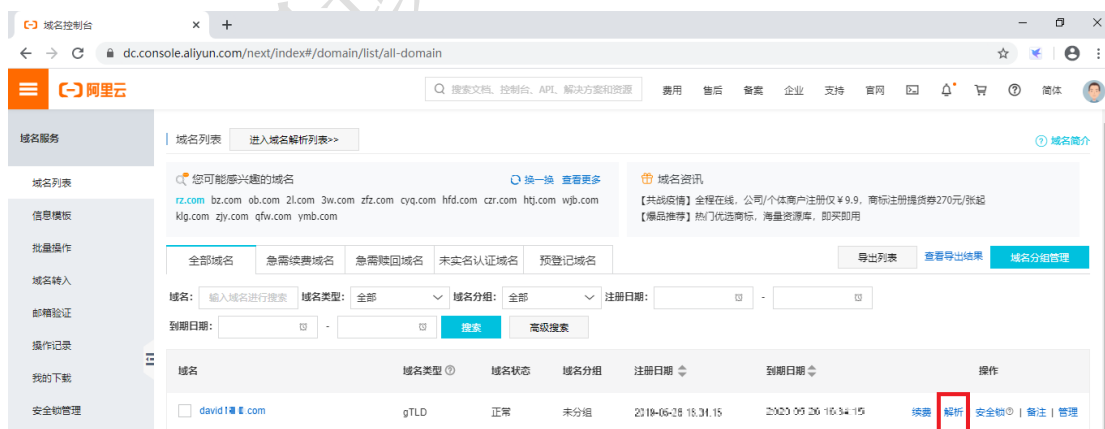 域名控制台
dc.console.aliyun.com/next/index#/domain/list/all-domain
阿里云 搜索文档、控制台、API、解决方案和资源 费用 售后 备案 企业 支持 官网 简体
域名服务 域名列表 进入域名解析列表>> 域名简介
域名列表
信息模板
批量操作
域名转入
邮箱验证
操作记录
我的下载
安全锁管理
您可能感兴趣的域名 换一换 查看更多
rz.com bz.com ob.com 2l.com 3w.com zfz.com cyq.com hfd.com czr.com htj.com wjb.com
klg.com zjy.com qfw.com ymb.com
域名资讯
【共战疫情】全程在线,公司/个体商户注册仅¥9.9,商标注册提货券270元/张起
【爆品推荐】热门优选商标,海量资源库,即买即用
全部域名 急需续费域名 急需赎回域名 未实名认证域名 预登记域名 导出列表 查看导出结果 域名分组管理
域名: 输入域名进行搜索 域名类型: 全部 域名分组: 全部 注册日期: -
到期日期: - 搜索 高级搜索
域名 域名类型 域名状态 域名分组 注册日期 到期日期 操作
gTLD 正常 未分组 续费 解析 安全锁 | 备注 | 管理